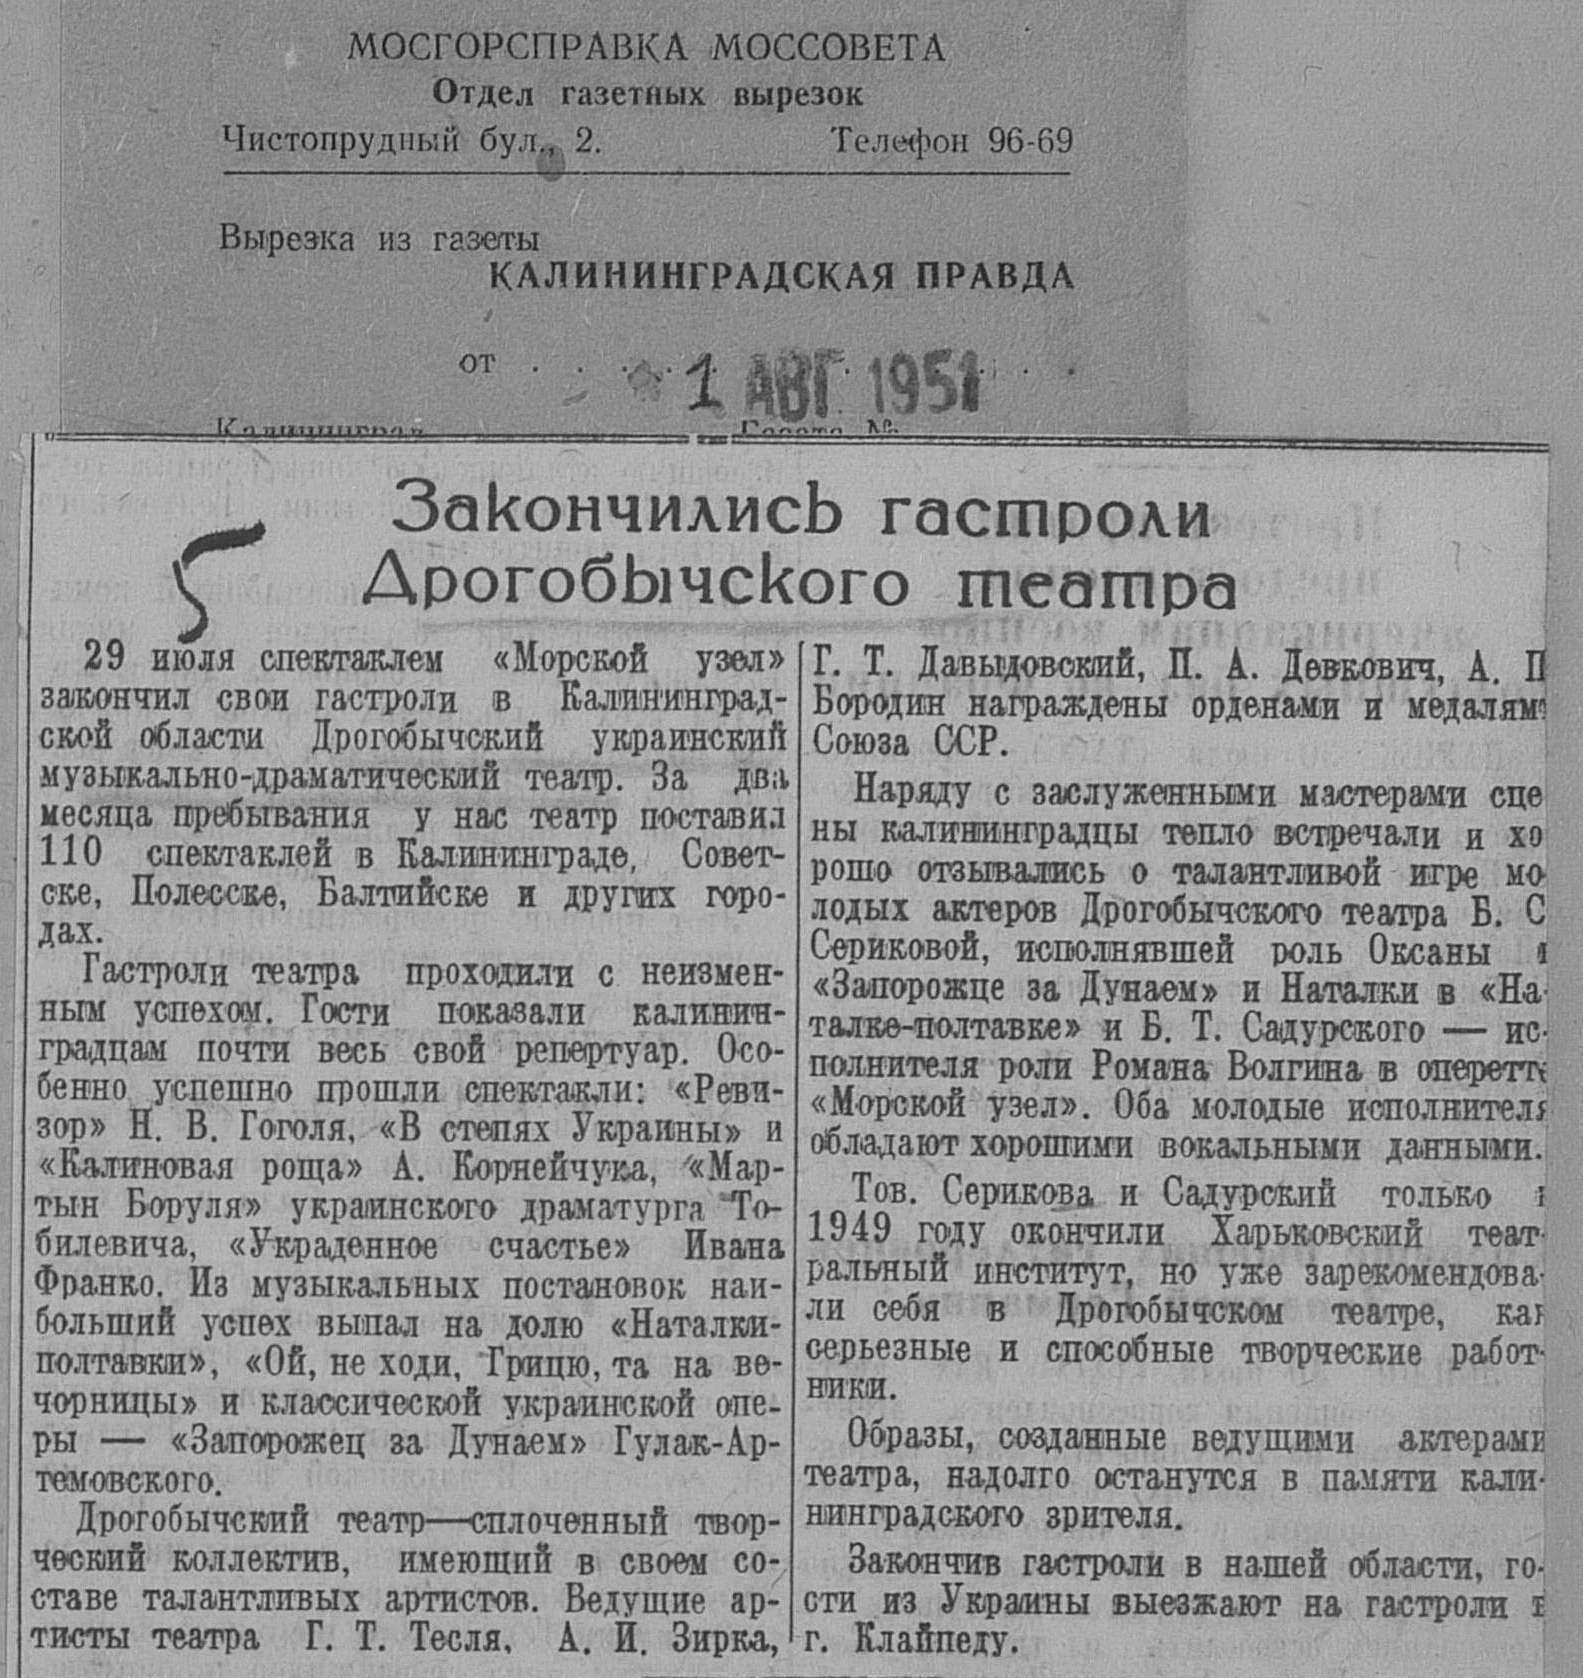 МОСГОРСПРАВКА МОССОВЕТА
Отдел газетных вырезок
Чистопрудный бул., 2. Телефон 96-69
Вырезка из газеты
КАЛИНИНГРАДСКАЯ ПРАВДА
от . . . 1 АВГ 1951 . . .
Калининград Газета №
5
Закончились гастроли
Дрогобычского театра
29 июля спектаклем «Морской узел»
закончил свои гастроли в Калининград-
ской области Дрогобычский украинский
музыкально-драматический театр. За два
месяца пребывания у нас театр поставил
110 спектаклей в Калининграде, Совет-
ске, Полесске, Балтийске и других горо-
дах.
Гастроли театра проходили с неизмен-
ным успехом. Гости показали калинин-
градцам почти весь свой репертуар. Осо-
бенно успешно прошли спектакли: «Реви-
зор» Н. В. Гоголя, «В степях Украины» и
«Калиновая роща» А. Корнейчука, «Мар-
тын Боруля» украинского драматурга То-
билевича, «Украденное счастье» Ивана
Франко. Из музыкальных постановок наи-
больший успех выпал на долю «Наталки-
полтавки», «Ой, не ходи, Грицю, та на ве-
чорницы» и классической украинской опе-
ры — «Запорожец за Дунаем» Гулак-Ар-
темовского.
Дрогобычский театр—сплоченный твор-
ческий коллектив, имеющий в своем со-
ставе талантливых артистов. Ведущие ар-
тисты театра Г. Т. Тесля, А. И. Зирка,
Г. Т. Давыдовский, П. А. Девкович, А. П
Бородин награждены орденами и медалями
Союза ССР.
Наряду с заслуженными мастерами сце
ны калининградцы тепло встречали и хо
рошо отзывались о талантливой игре мо-
лодых актеров Дрогобычского театра Б. С
Сериковой, исполнявшей роль Оксаны в
«Запорожце за Дунаем» и Наталки в «На-
талке-полтавке» и Б. Т. Садурского — ис-
полнителя роли Романа Волгина в оперетте
«Морской узел». Оба молодые исполнителя
обладают хорошими вокальными данными.
Тов. Серикова и Садурский только в
1949 году окончили Харьковский теат-
ральный институт, но уже зарекомендова-
ли себя в Дрогобычском театре, как
серьезные и способные творческие работ-
ники.
Образы, созданные ведущими актерами
театра, надолго останутся в памяти кали-
нинградского зрителя.
Закончив гастроли в нашей области, го-
сти из Украины выезжают на гастроли в
г. Клайпеду.